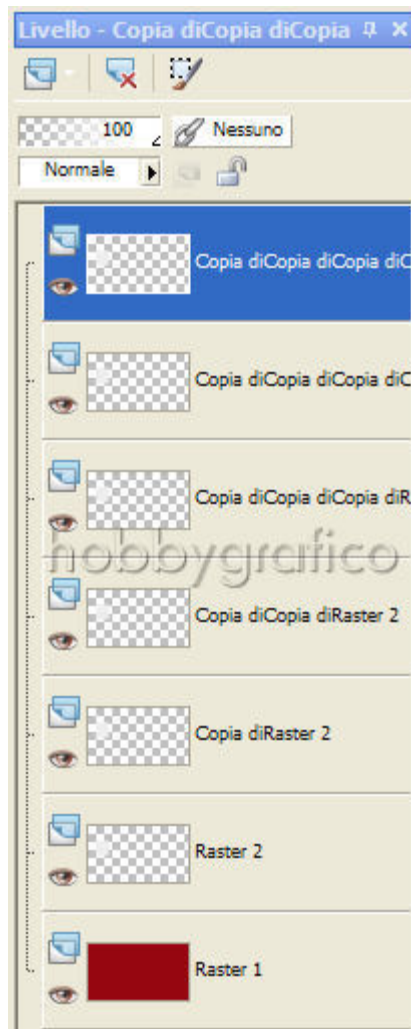 Livello - Copia diCopia diCopia
100
Nessuno
Normale
Copia diCopia diCopia diC
Copia diCopia diCopia diC
Copia diCopia diCopia diR
hobbygrafico
Copia diCopia diRaster 2
Copia diRaster 2
Raster 2
Raster 1